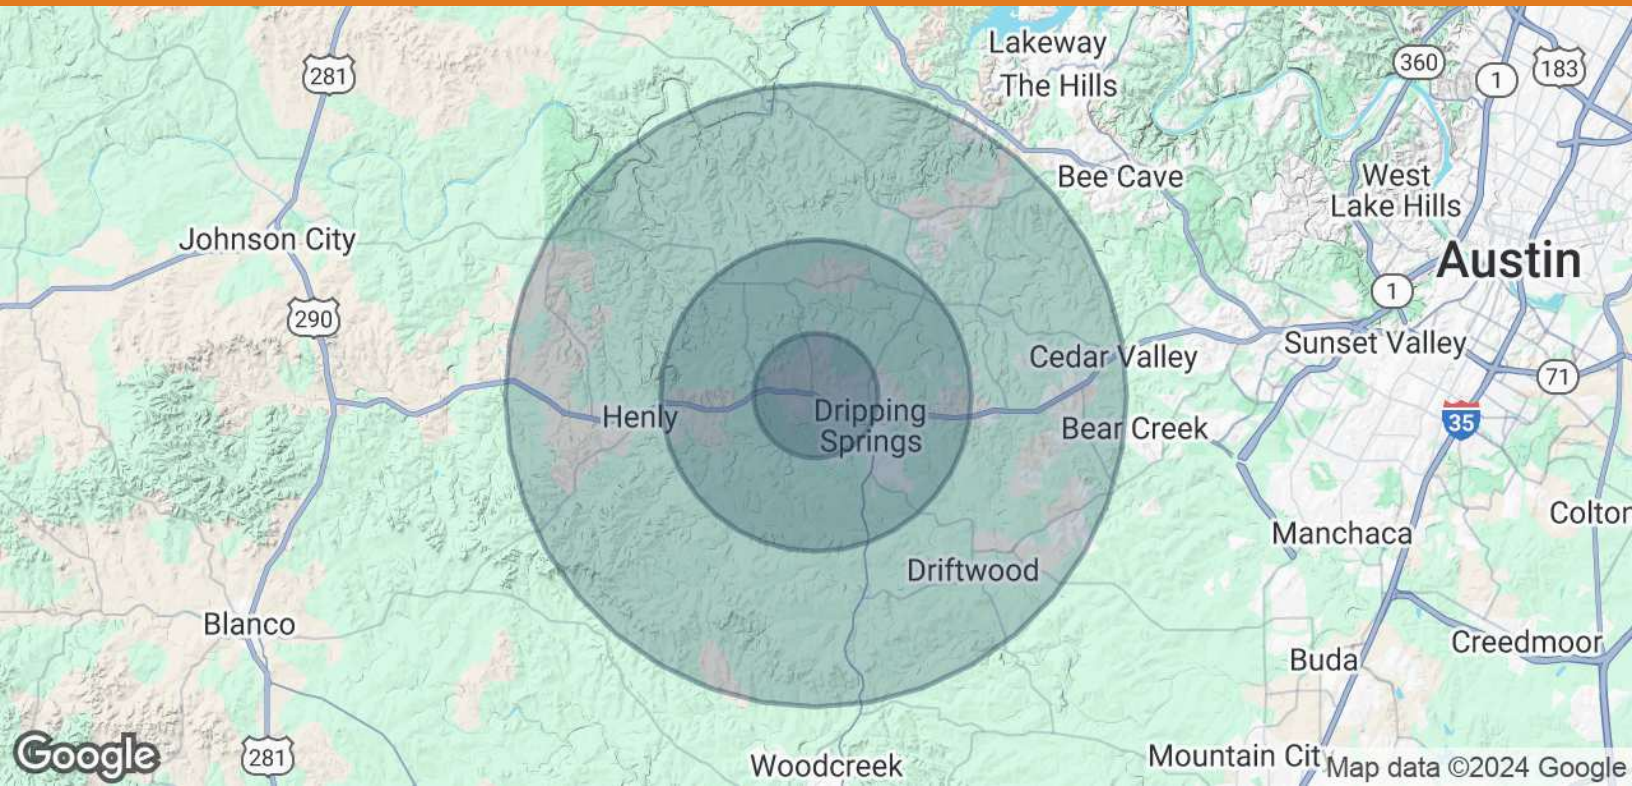 Lakeway
The Hills
281
360
1
183
Bee Cave
West
Lake Hills
Johnson City
Austin
290
1
Cedar Valley
Sunset Valley
71
Henly
Dripping
Springs
Bear Creek
35
Colton
Manchaca
Driftwood
Blanco
Creedmoor
Buda
Google
281
Woodcreek
Mountain Cit
Map data ©2024 Google